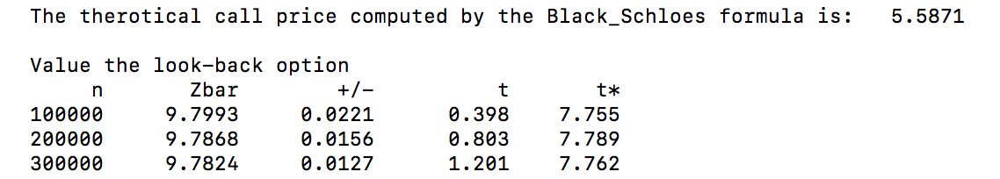 The therotical call price computed by the Black_Schloes formula is: 5.5871
Value the look-back option
n Zbar +/- t t*
100000 9.7993 0.0221 0.398 7.755
200000 9.7868 0.0156 0.803 7.789
300000 9.7824 0.0127 1.201 7.762